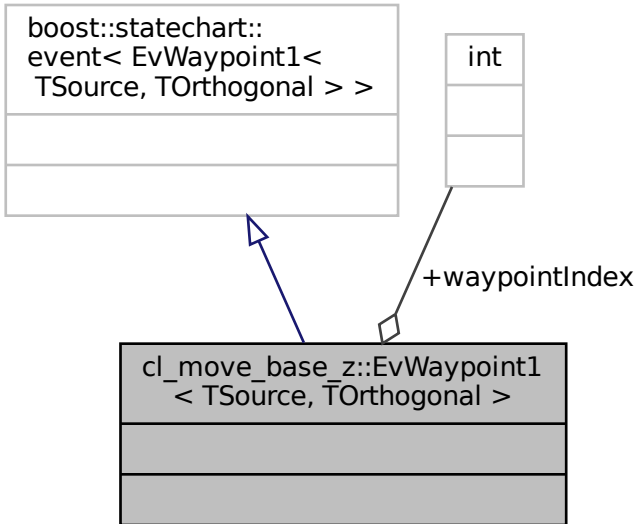 boost::statechart::
event< EvWaypoint1<
TSource, TOrthogonal > >
int
+waypointIndex
cl_move_base_z::EvWaypoint1
< TSource, TOrthogonal >